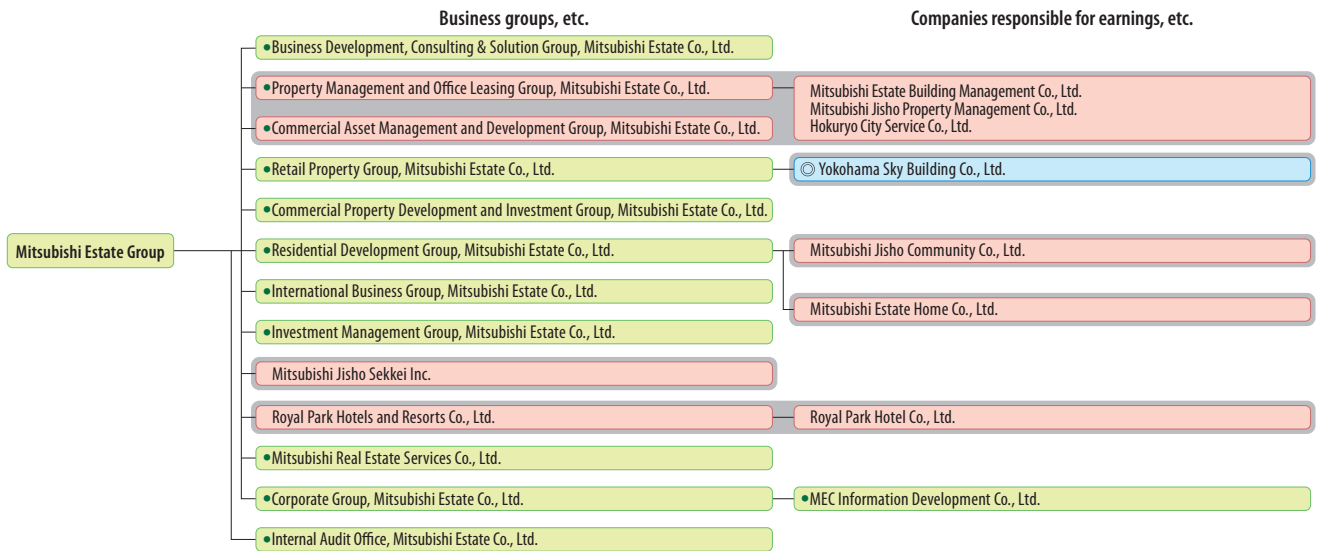 Business groups, etc.
Companies responsible for earnings, etc.
Mitsubishi Estate Group
●Business Development, Consulting & Solution Group, Mitsubishi Estate Co., Ltd.
●Property Management and Office Leasing Group, Mitsubishi Estate Co., Ltd.
Mitsubishi Estate Building Management Co., Ltd.
Mitsubishi Jisho Property Management Co., Ltd.
Hokuryo City Service Co., Ltd.
●Commercial Asset Management and Development Group, Mitsubishi Estate Co., Ltd.
●Retail Property Group, Mitsubishi Estate Co., Ltd.
◎ Yokohama Sky Building Co., Ltd.
●Commercial Property Development and Investment Group, Mitsubishi Estate Co., Ltd.
●Residential Development Group, Mitsubishi Estate Co., Ltd.
Mitsubishi Jisho Community Co., Ltd.
●International Business Group, Mitsubishi Estate Co., Ltd.
Mitsubishi Estate Home Co., Ltd.
●Investment Management Group, Mitsubishi Estate Co., Ltd.
Mitsubishi Jisho Sekkei Inc.
Royal Park Hotels and Resorts Co., Ltd.
Royal Park Hotel Co., Ltd.
●Mitsubishi Real Estate Services Co., Ltd.
●Corporate Group, Mitsubishi Estate Co., Ltd.
●MEC Information Development Co., Ltd.
●Internal Audit Office, Mitsubishi Estate Co., Ltd.